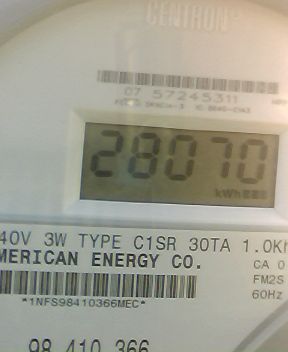 CENTRON®
07 57245311
28070
kWh
40V 3W TYPE C1SR 30TA 1.0Kh
MERICAN ENERGY CO.
CA 0
FM2S
60Hz
*1NFS98410366MEC*
98 410 366